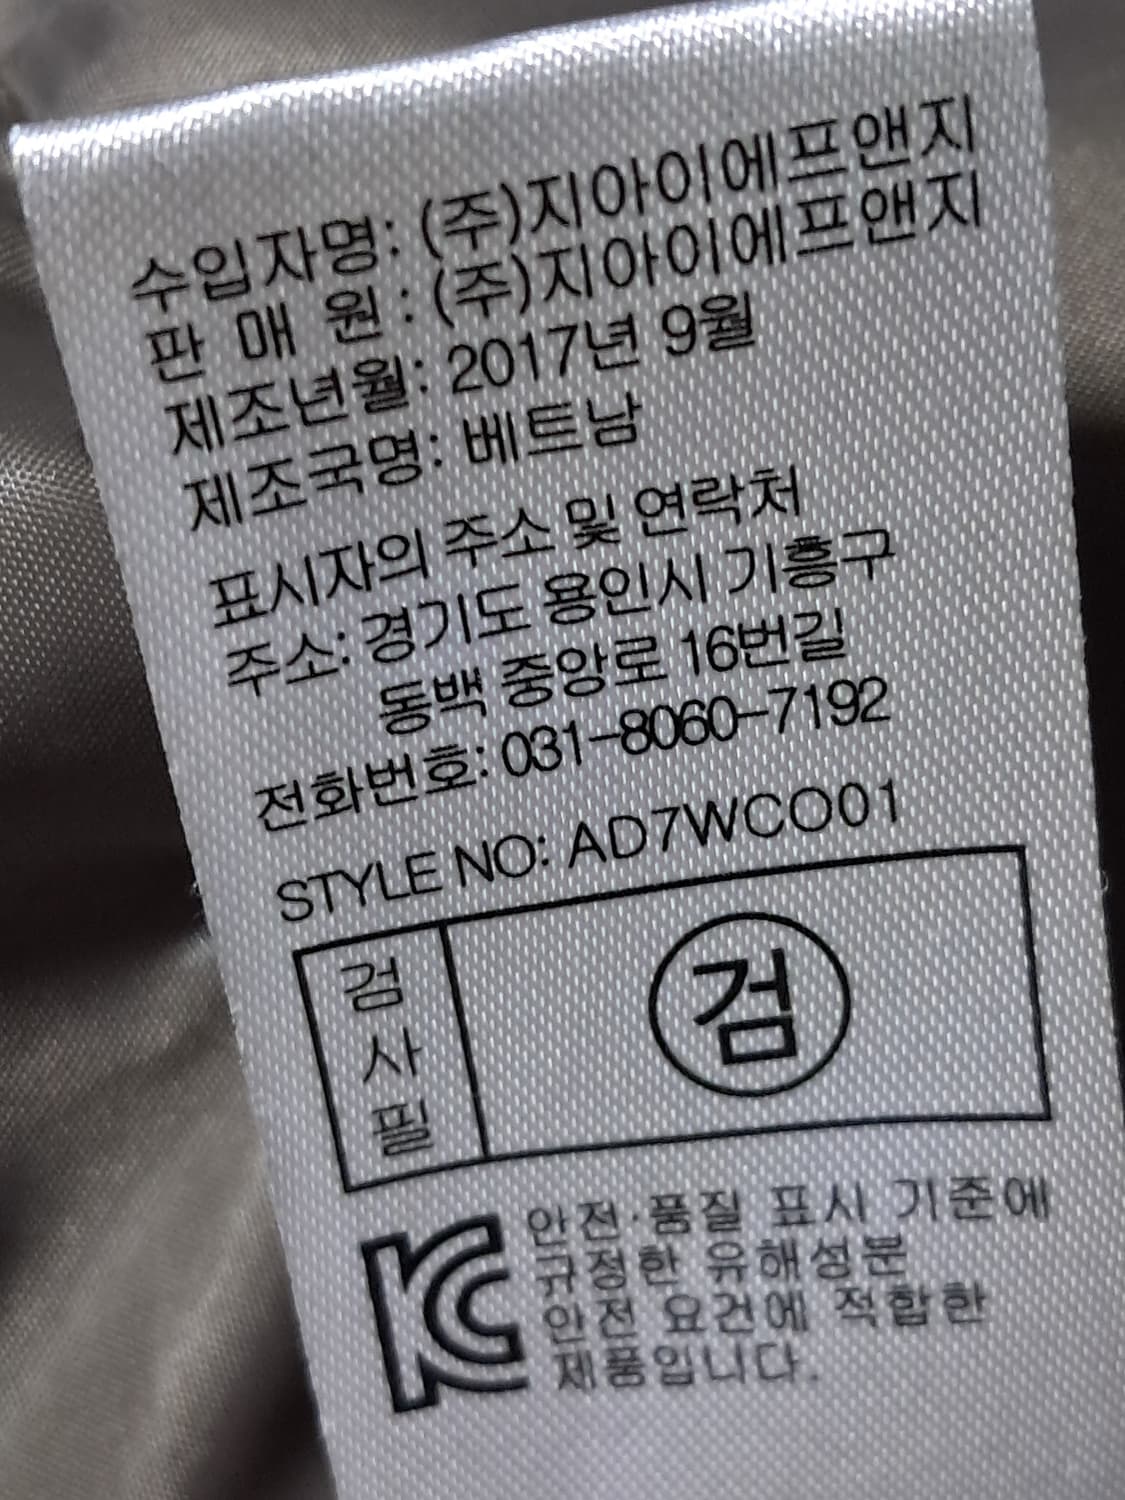 수입자명: (주)지아이에프앤지
판 매 원 : (주)지아이에프앤지
제조년월: 2017년 9월
제조국명: 베트남
표시자의 주소 및 연락처
주소: 경기도 용인시 기흥구
동백 중앙로 16번길
전화번호: 031-8060-7192
STYLE NO: AD7WCO01
검사필
검
KC
안전·품질 표시 기준에
규정한 유해성분
안전 요건에 적합한
제품입니다.